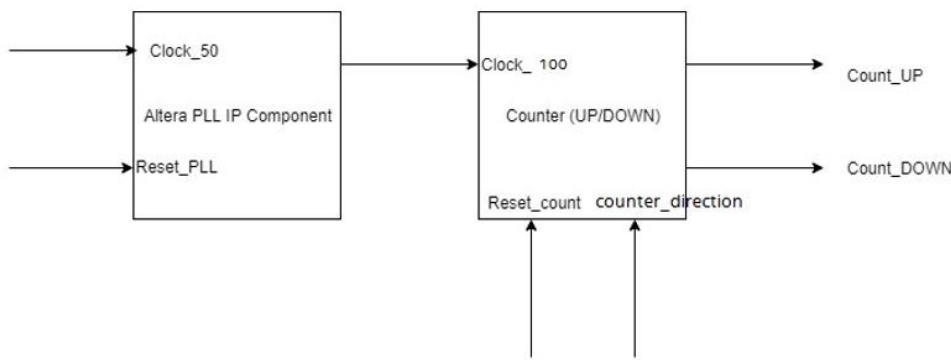 Clock_50
Clock_ 100
Count_UP
Altera PLL IP Component
Counter (UP/DOWN)
Reset_PLL
Count_DOWN
Reset_count
counter_direction